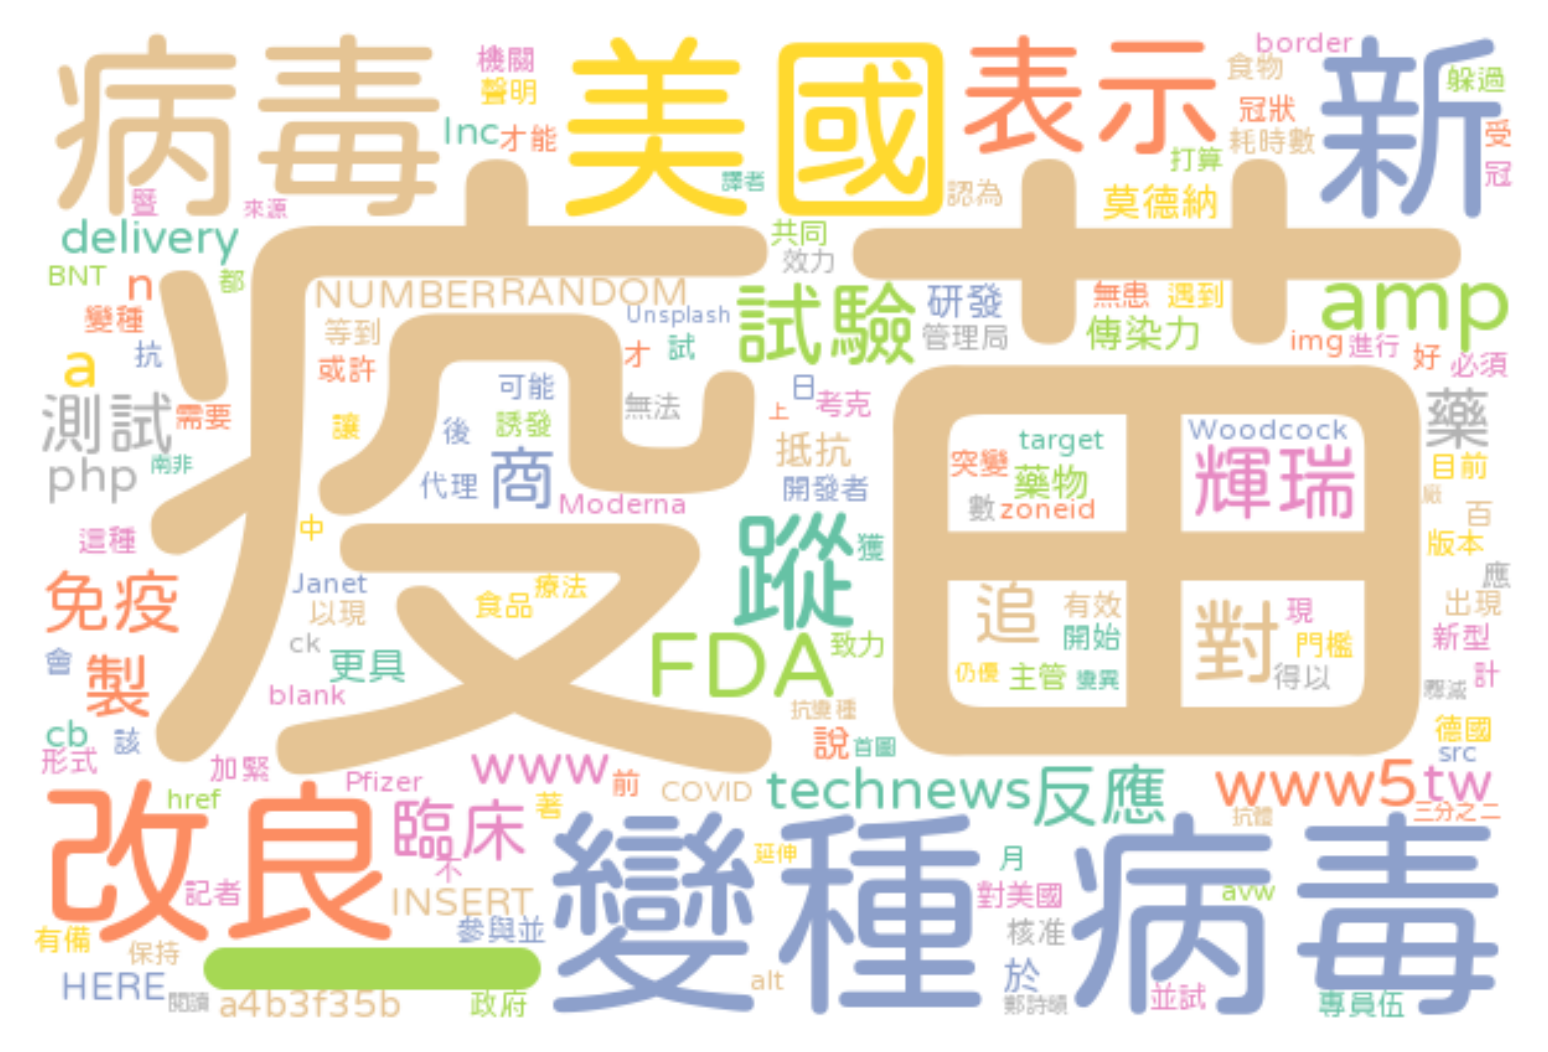 病毒
機關
聲明
Inc
才能
美國
表示
border
食物
新
躲過
冠狀
耗時數
受
打算
冠
譯者
認為
莫德納
暨
來源
delivery
共同
效力
BNT
n
都
NUMBERRANDOM
疫苗
變種
等到
Unsplash
試驗
研發
管理局
無患
遇到
傳染力
amp
a
抗
或許
才
試
img
進行
好
必須
測試
需要
可能
無法
日
上
考克
藥
讓
後
誘發
抵抗
target
Woodcock
php
南非
代理
商
開發者
突變
藥物
輝瑞
目前
Moderna
數
zoneid
廠
百
這種
中
蹤
獲
版本
免疫
Janet
療法
食品
以現
追
有效
對
現
應
出現
ck
更具
FDA
致力
開始
門檻
新型
會
製
blank
仍優
主管
變異
得以
計
驟減
cb
該
抗變種
說
首圖
德國
形式
加緊
Pfizer
www
前
COVID
technews
反應
www5
tw
src
href
改良
臨床
著
抗體
三分之二
不
變種病毒
延伸
月
記者
INSERT
對美國
avw
有備
保持
參與並
核准
HERE
閱讀
a4b3f35b
政府
alt
於
並試
專員伍